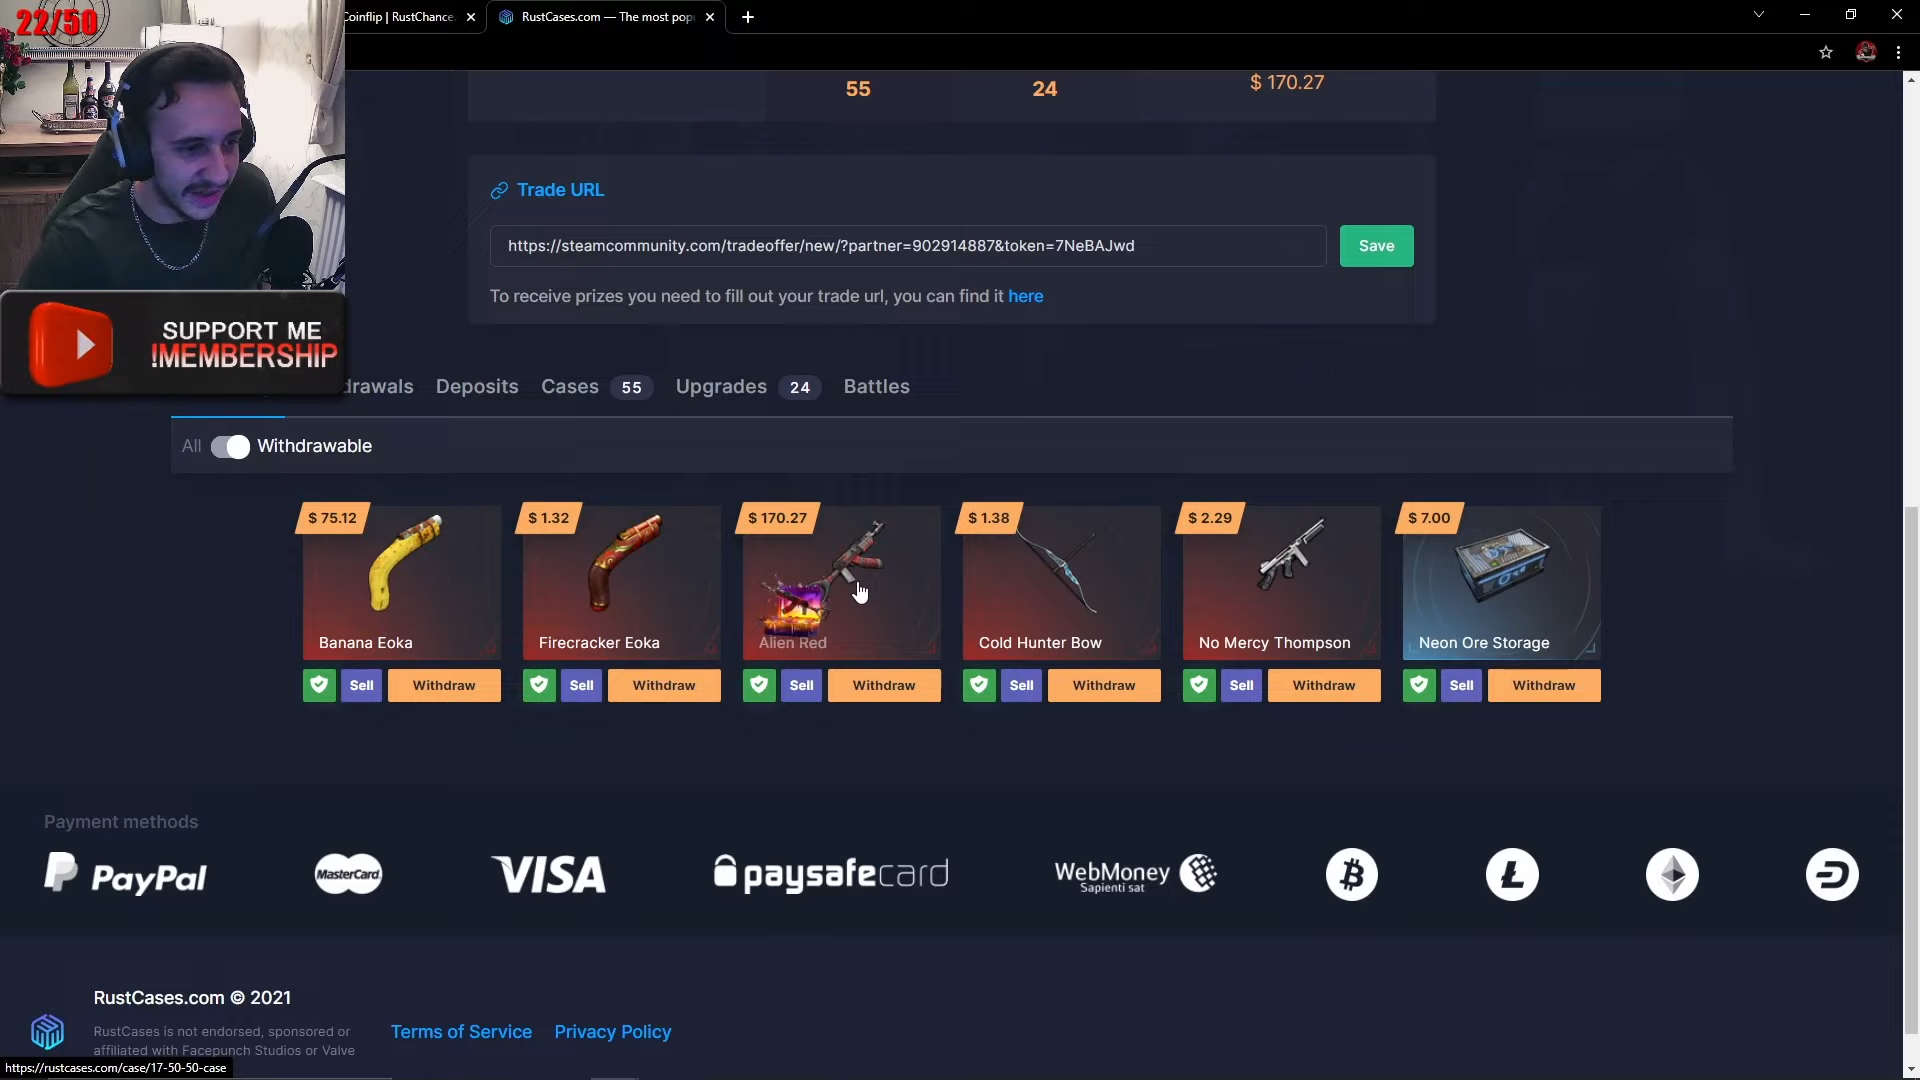 22/50
Coinflip | RustChance.
RustCases.com — The most pop
55
24
$ 170.27
Trade URL
https://steamcommunity.com/tradeoffer/new/?partner=902914887&token=7NeBAJwd
Save
To receive prizes you need to fill out your trade url, you can find it here
SUPPORT ME
!MEMBERSHIP
drawals
Deposits
Cases 55
Upgrades 24
Battles
All
Withdrawable
$ 75.12
$ 1.32
$ 170.27
$ 1.38
$ 2.29
$ 7.00
Banana Eoka
Firecracker Eoka
Alien Red
Cold Hunter Bow
No Mercy Thompson
Neon Ore Storage
Sell Withdraw
Sell Withdraw
Sell Withdraw
Sell Withdraw
Sell Withdraw
Sell Withdraw
Payment methods
PayPal
MasterCard
VISA
paysafecard
WebMoney
Sapienti sat
RustCases.com © 2021
RustCases is not endorsed, sponsored or
affiliated with Facepunch Studios or Valve
Terms of Service
Privacy Policy
https://rustcases.com/case/17-50-50-case